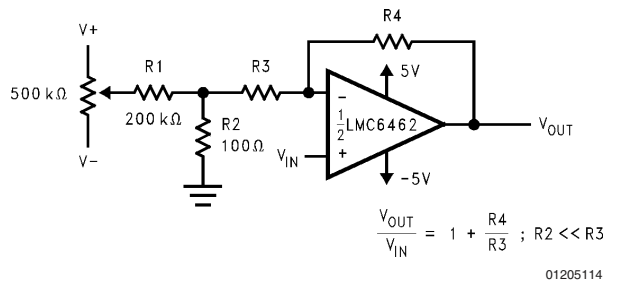 R4
V+
R1
R3
5V
500 kΩ
200 kΩ
R2
100Ω
−
1/2 LMC6462
+
V_OUT
V_IN
V−
-5V
V_OUT/V_IN = 1 + R4/R3 ; R2 << R3
01205114